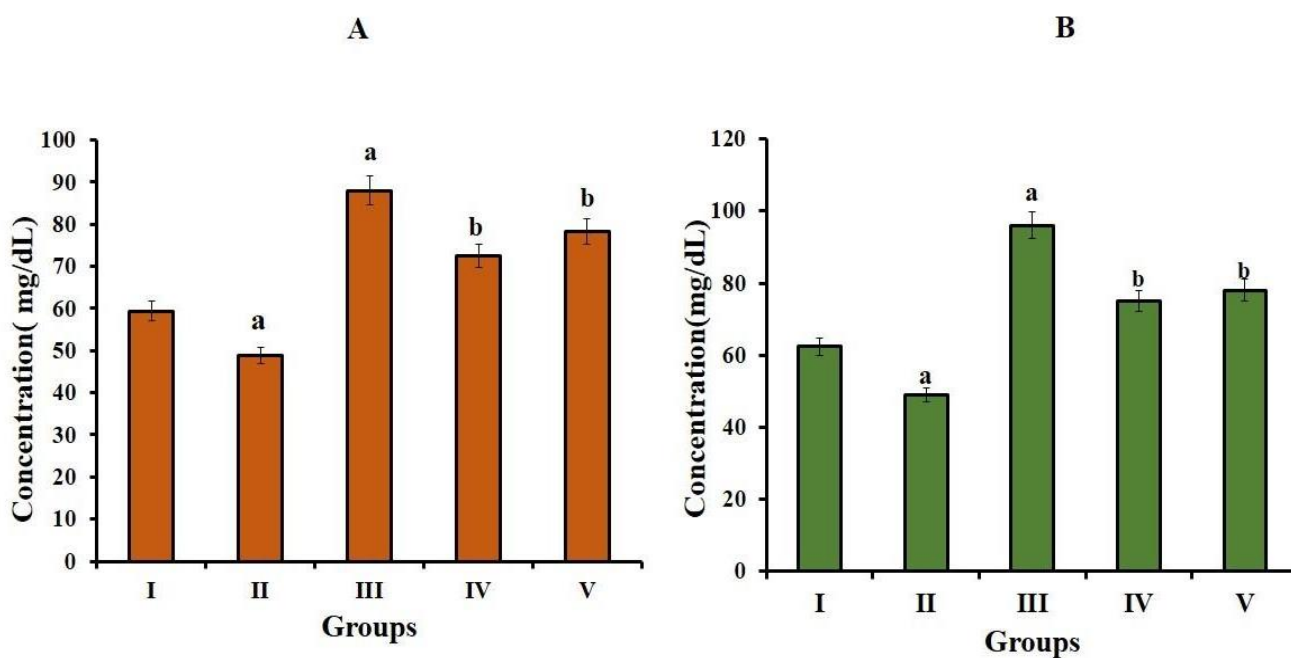 A
Concentration( mg/dL)
100
90
80
70
60
50
40
30
20
10
0
a
a
b
b
I II III IV V
Groups
B
Concentration(mg/dL)
120
100
80
60
40
20
0
a
a
b
b
I II III IV V
Groups